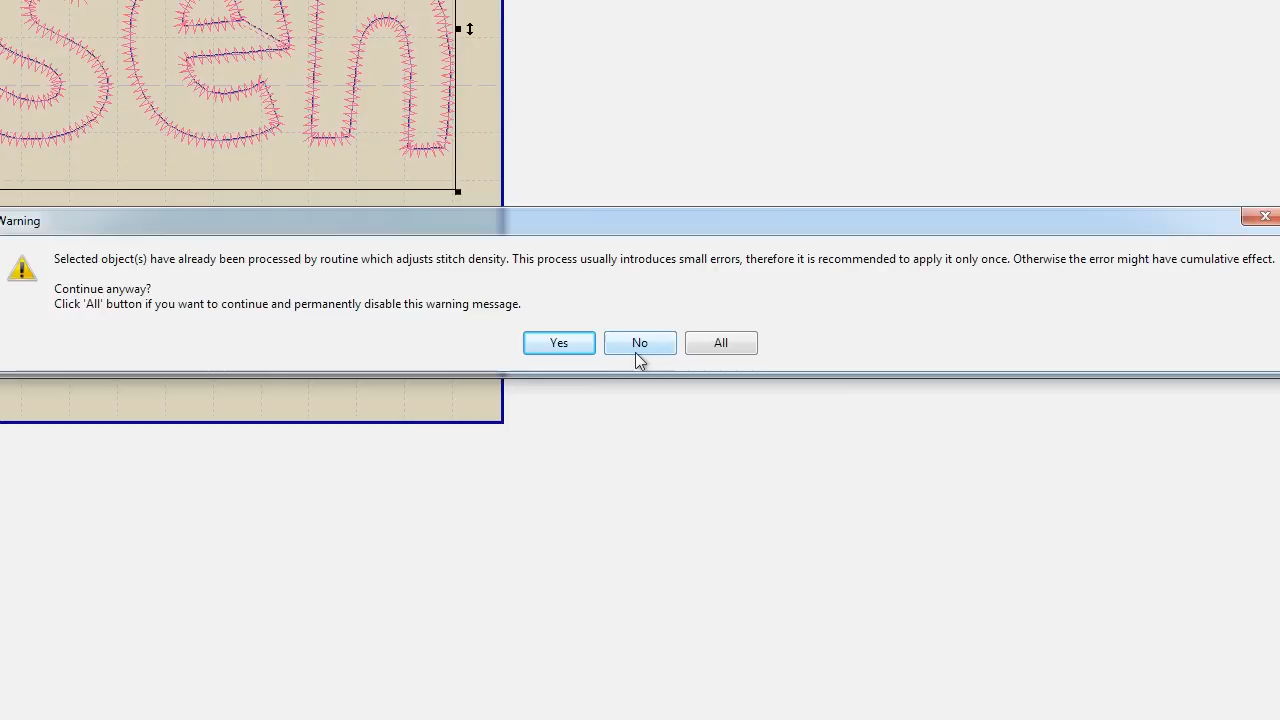 sen
Warning
Selected object(s) have already been processed by routine which adjusts stitch density. This process usually introduces small errors, therefore it is recommended to apply it only once. Otherwise the error might have cumulative effect.
Continue anyway?
Click 'All' button if you want to continue and permanently disable this warning message.
Yes No All